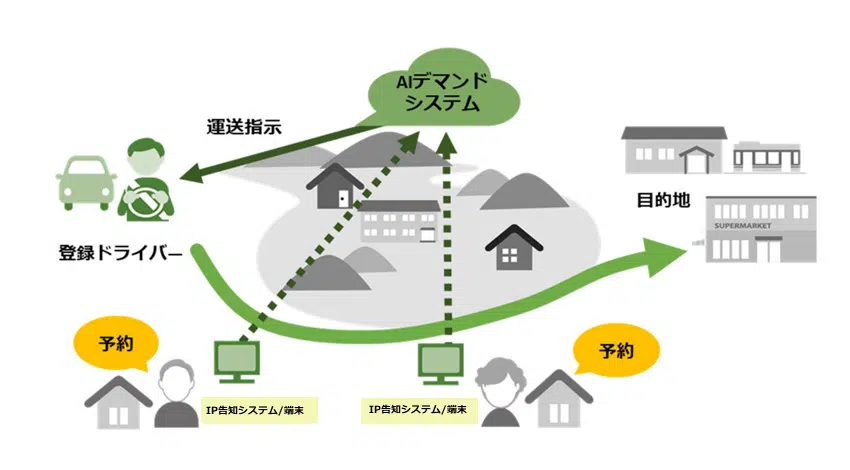 AIデマンド
システム
運送指示
目的地
SUPERMARKET
登録ドライバー
予約
予約
IP告知システム/端末
IP告知システム/端末